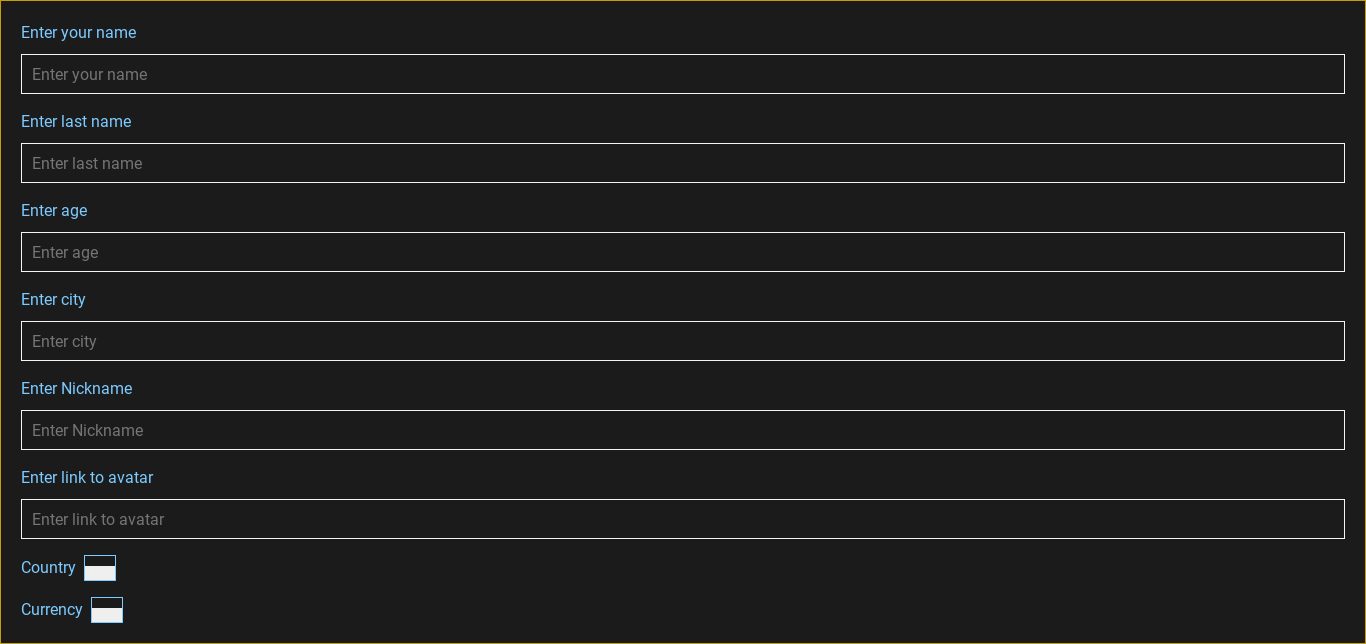 Enter your name
Enter your name
Enter last name
Enter last name
Enter age
Enter age
Enter city
Enter city
Enter Nickname
Enter Nickname
Enter link to avatar
Enter link to avatar
Country
Currency